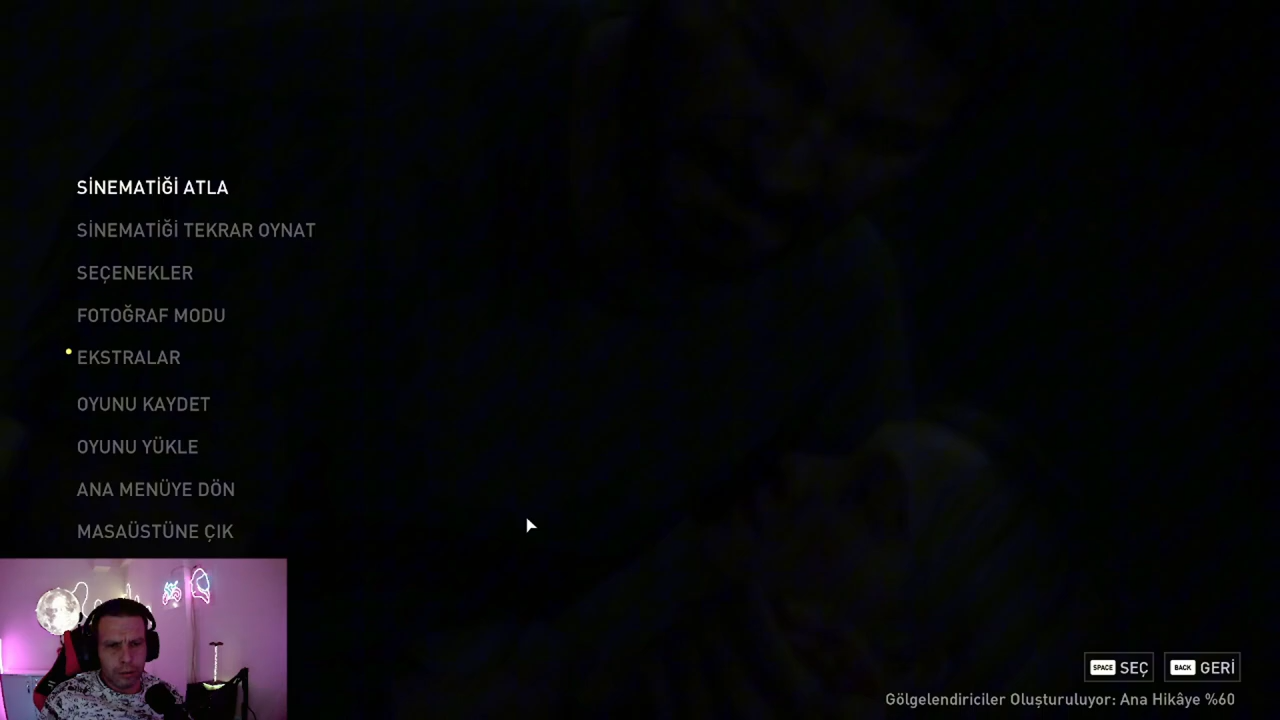 SİNEMATİĞİ ATLA
SİNEMATİĞİ TEKRAR OYNAT
SEÇENEKLER
FOTOĞRAF MODU
EKSTRALAR
OYUNU KAYDET
OYUNU YÜKLE
ANA MENÜYE DÖN
MASAÜSTÜNE ÇIK
SPACE SEÇ BACK GERİ
Gölgelendiriciler Oluşturuluyor: Ana Hikâye %60